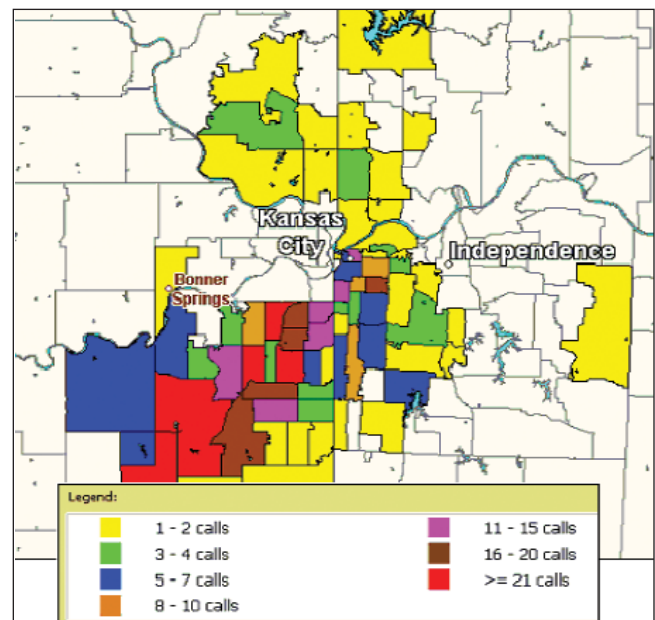 Kansas
City
Independence
Bonner
Springs
Legend:
1 - 2 calls
3 - 4 calls
5 - 7 calls
8 - 10 calls
11 - 15 calls
16 - 20 calls
>= 21 calls